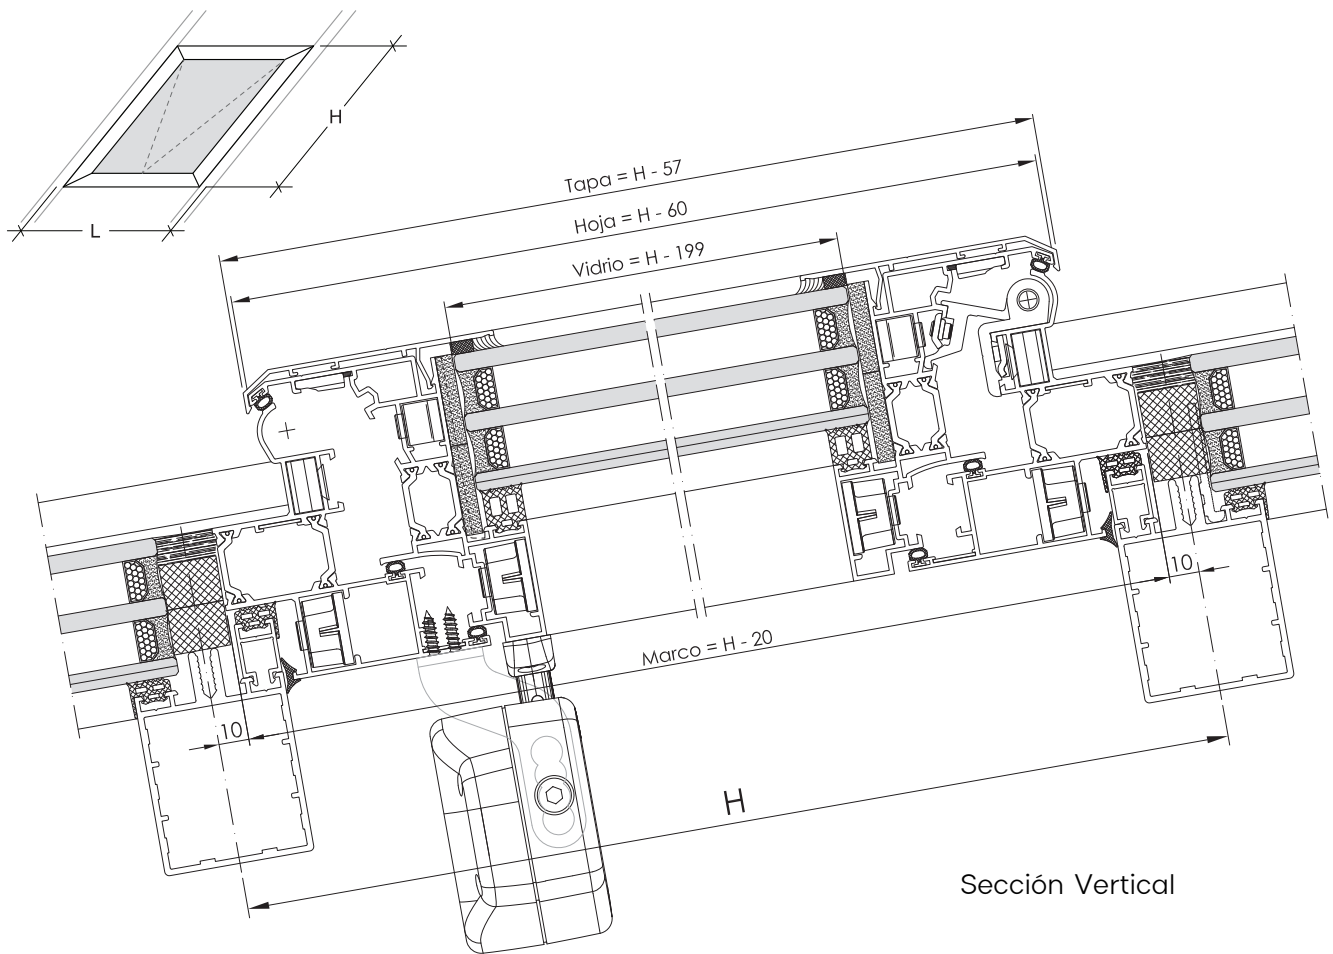 H
L
Tapa = H - 57
Hoja = H - 60
Vidrio = H - 199
10
Marco = H - 20
10
H
Sección Vertical